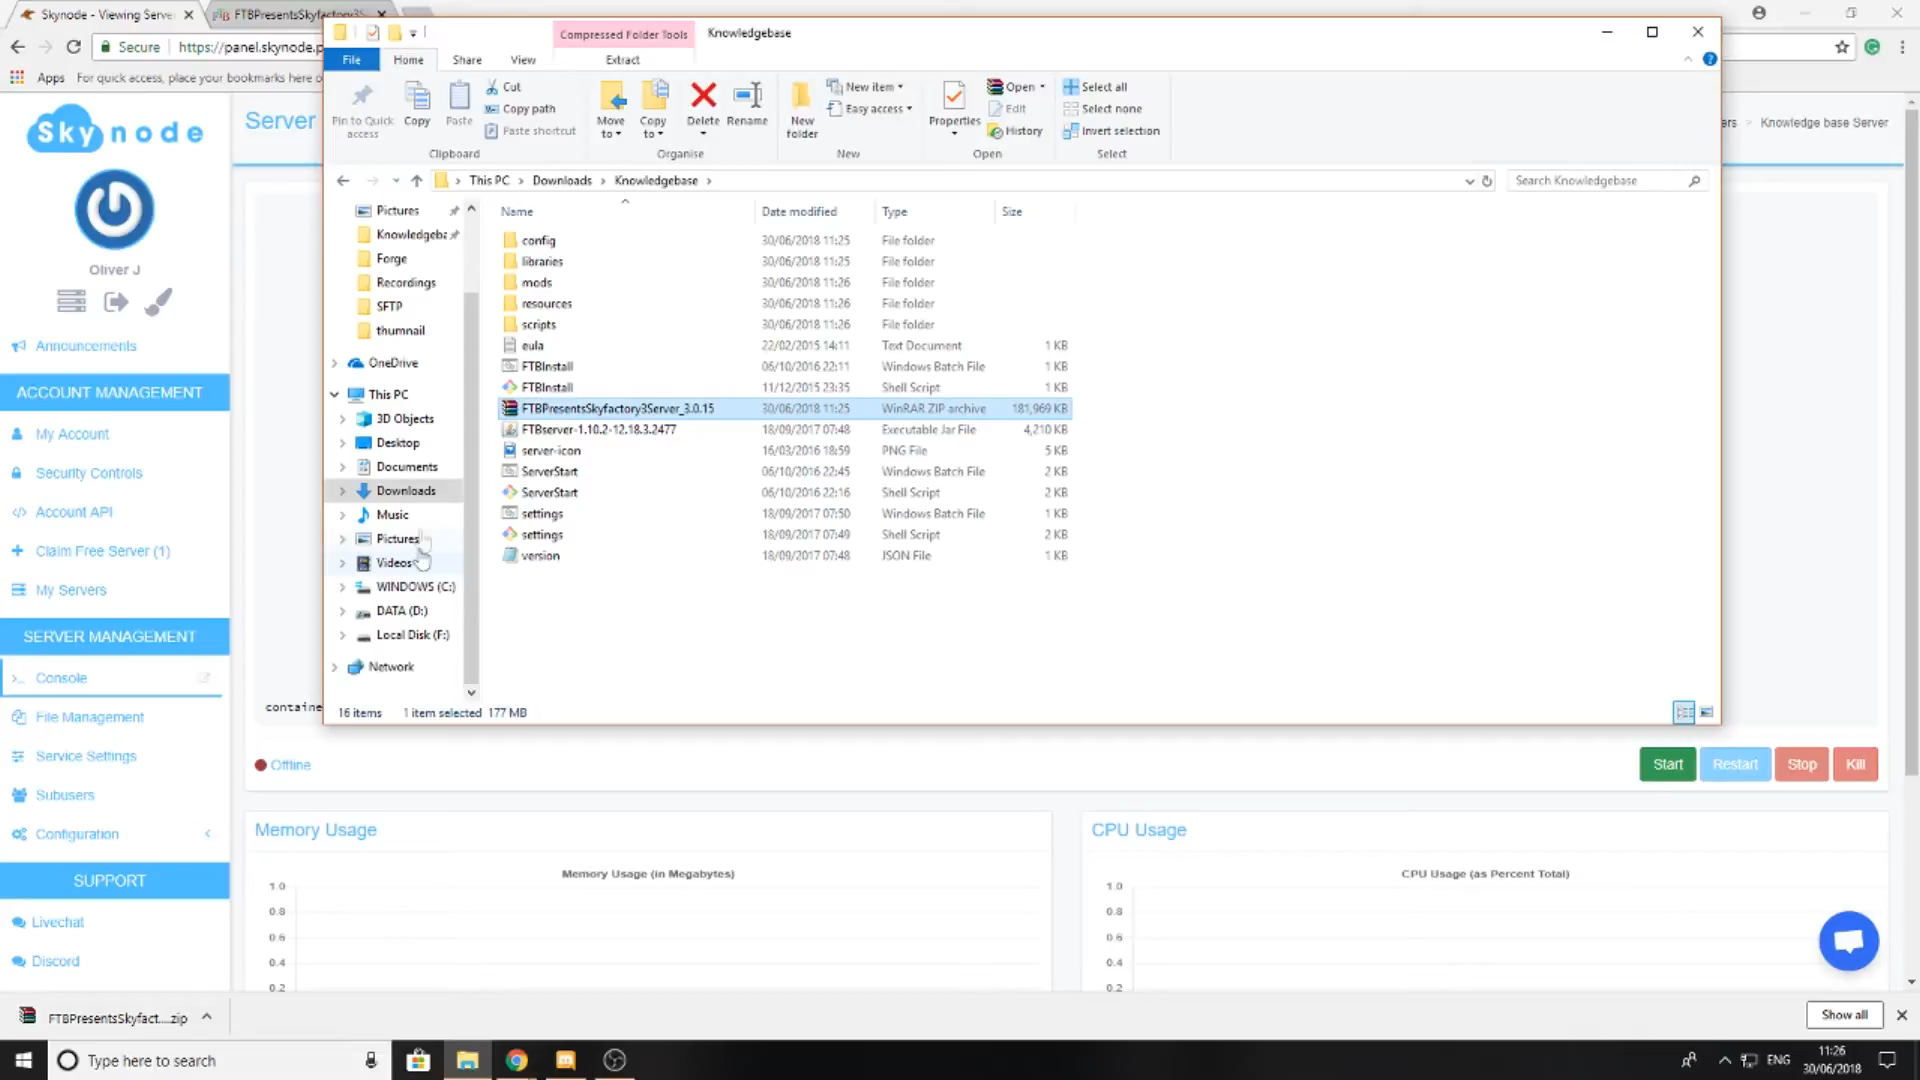 Skynode - Viewing Serve
FTBPresentsSkyfactory3S
Secure
https://panel.skynode.p
Apps
For quick access, place your bookmarks here o
Compressed Folder Tools
Knowledgebase
File
Home
Share
View
Extract
Pin to Quick access
Copy
Paste
Cut
Copy path
Paste shortcut
Clipboard
Move to
Copy to
Delete
Rename
Organise
New folder
New item
Easy access
New
Properties
Open
Edit
History
Open
Select all
Select none
Invert selection
Select
This PC > Downloads > Knowledgebase >
Search Knowledgebase
Skynode
Server
ers > Knowledge base Server
Oliver J
Announcements
ACCOUNT MANAGEMENT
My Account
Security Controls
Account API
Claim Free Server (1)
My Servers
SERVER MANAGEMENT
Console
File Management
Service Settings
Subusers
Configuration
SUPPORT
Livechat
Discord
Pictures
Knowledgeba
Forge
Recordings
SFTP
thumnail
OneDrive
This PC
3D Objects
Desktop
Documents
Downloads
Music
Pictures
Videos
WINDOWS (C:)
DATA (D:)
Local Disk (F:)
Network
Name Date modified Type Size
config 30/06/2018 11:25 File folder
libraries 30/06/2018 11:25 File folder
mods 30/06/2018 11:26 File folder
resources 30/06/2018 11:26 File folder
scripts 30/06/2018 11:26 File folder
eula 22/02/2015 14:11 Text Document 1 KB
FTBInstall 06/10/2016 22:11 Windows Batch File 1 KB
FTBInstall 11/12/2015 23:35 Shell Script 1 KB
FTBPresentsSkyfactory3Server_3.0.15 30/06/2018 11:25 WinRAR ZIP archive 181,969 KB
FTBserver-1.10.2-12.18.3.2477 18/09/2017 07:48 Executable Jar File 4,210 KB
server-icon 16/03/2016 18:59 PNG File 5 KB
ServerStart 06/10/2016 22:45 Windows Batch File 2 KB
ServerStart 06/10/2016 22:16 Shell Script 2 KB
settings 18/09/2017 07:50 Windows Batch File 1 KB
settings 18/09/2017 07:49 Shell Script 2 KB
version 18/09/2017 07:48 JSON File 1 KB
16 items 1 item selected 177 MB
containe
Offline
Start
Restart
Stop
Kill
Memory Usage
Memory Usage (in Megabytes)
1.0
0.8
0.6
0.4
0.2
CPU Usage
CPU Usage (as Percent Total)
1.0
0.8
0.6
0.4
0.2
FTBPresentsSkyfact....zip
Show all
Type here to search
ENG
11:26
30/06/2018